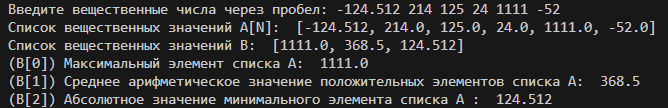 Введите вещественные числа через пробел: -124.512 214 125 24 1111 -52
Список вещественных значений A[N]:  [-124.512, 214.0, 125.0, 24.0, 1111.0, -52.0]
Список вещественных значений B:  [1111.0, 368.5, 124.512]
(B[0]) Максимальный элемент списка A:  1111.0
(B[1]) Среднее арифметическое значение положительных элементов списка A:  368.5
(B[2]) Абсолютное значение минимального элемента списка A :  124.512